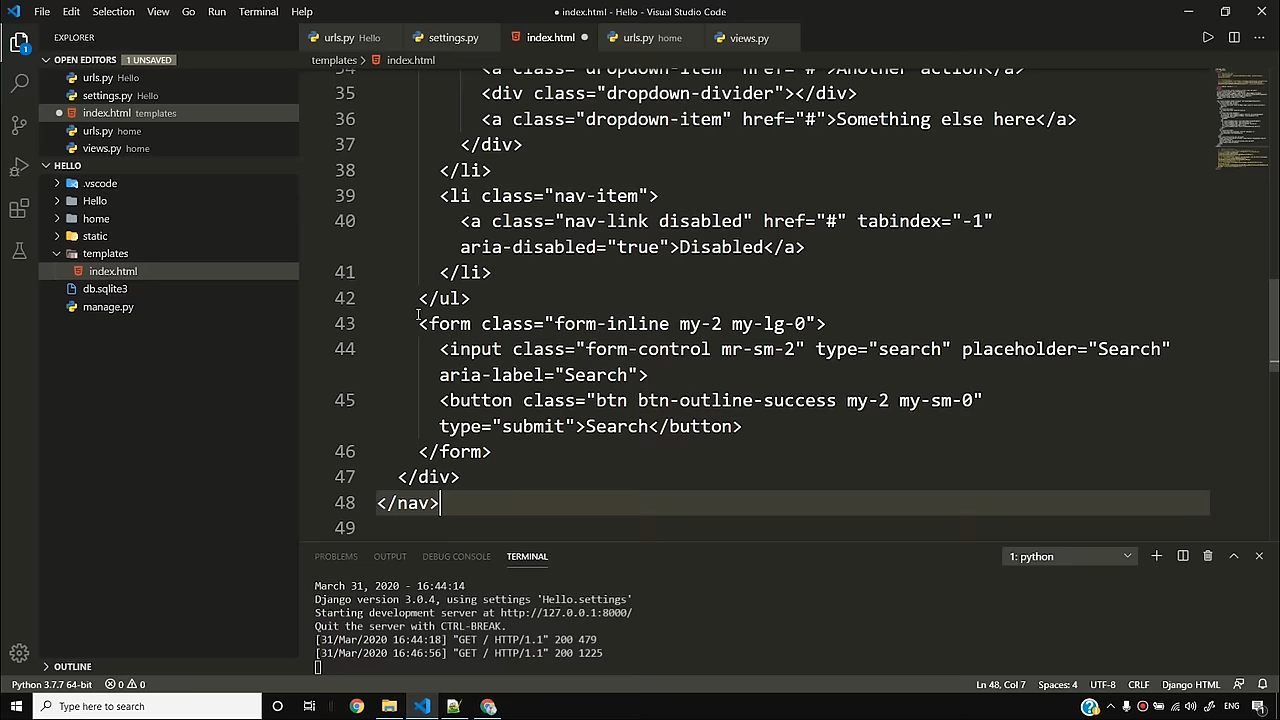 File Edit Selection View Go Run Terminal Help
● index.html - Hello - Visual Studio Code
EXPLORER
urls.py Hello
settings.py
index.html
urls.py home
views.py
OPEN EDITORS 1 UNSAVED
templates > index.html
urls.py Hello
settings.py Hello
index.html templates
urls.py home
views.py home
HELLO
.vscode
Hello
home
static
templates
index.html
db.sqlite3
manage.py
OUTLINE
34 <a class="dropdown-item" href="#">Another action</a>
35 <div class="dropdown-divider"></div>
36 <a class="dropdown-item" href="#">Something else here</a>
37 </div>
38 </li>
39 <li class="nav-item">
40 <a class="nav-link disabled" href="#" tabindex="-1"
aria-disabled="true">Disabled</a>
41 </li>
42 </ul>
43 <form class="form-inline my-2 my-lg-0">
44 <input class="form-control mr-sm-2" type="search" placeholder="Search"
aria-label="Search">
45 <button class="btn btn-outline-success my-2 my-sm-0"
type="submit">Search</button>
46 </form>
47 </div>
48 </nav>
49
PROBLEMS OUTPUT DEBUG CONSOLE TERMINAL
1: python
March 31, 2020 - 16:44:14
Django version 3.0.4, using settings 'Hello.settings'
Starting development server at http://127.0.0.1:8000/
Quit the server with CTRL-BREAK.
[31/Mar/2020 16:44:18] "GET / HTTP/1.1" 200 479
[31/Mar/2020 16:46:56] "GET / HTTP/1.1" 200 1225
Python 3.7.7 64-bit 0 0
Ln 48, Col 7 Spaces: 4 UTF-8 CRLF Django HTML
Type here to search
ENG